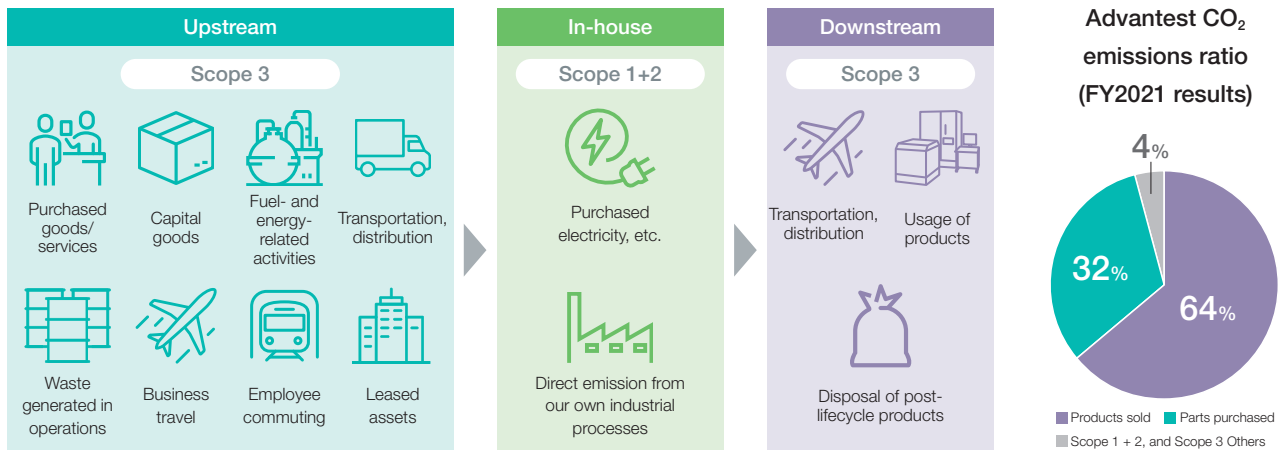 Upstream
Scope 3
Purchased
goods/
services
Capital
goods
Fuel- and
energy-
related
activities
Transportation,
distribution
Waste
generated in
operations
Business
travel
Employee
commuting
Leased
assets
In-house
Scope 1+2
Purchased
electricity, etc.
Direct emission from
our own industrial
processes
Downstream
Scope 3
Transportation,
distribution
Usage of
products
Disposal of post-
lifecycle products
Advantest CO₂
emissions ratio
(FY2021 results)
4%
32%
64%
Products sold
Parts purchased
Scope 1 + 2, and Scope 3 Others